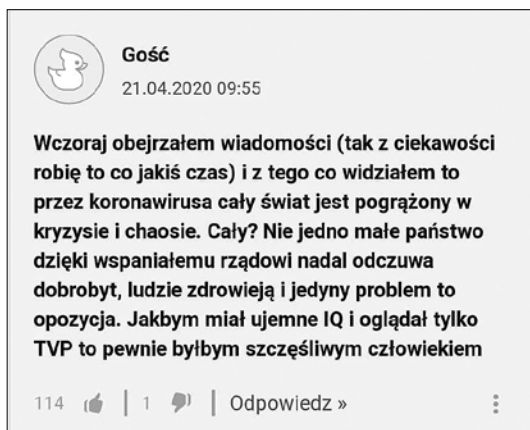 Gość
21.04.2020 09:55
Wczoraj obejrzałem wiadomości (tak z ciekawości
robię to co jakiś czas) i z tego co widziałem to
przez koronawirusa cały świat jest pogrążony w
kryzysie i chaosie. Cały? Nie jedno małe państwo
dzięki wspaniałemu rządowi nadal odczuwa
dobrobyt, ludzie zdrowieją i jedyny problem to
opozycja. Jakbym miał ujemne IQ i oglądał tylko
TVP to pewnie byłbym szczęśliwym człowiekiem
114 | 1 | Odpowiedz »